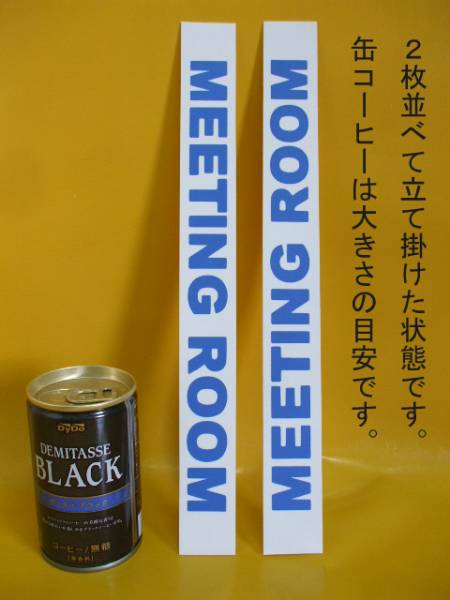 ２枚並べて立て掛けた状態です。
缶コーヒーは大きさの目安です。
MEETING ROOM
MEETING ROOM
DyDo
DEMITASSE
BLACK
コーヒー/無糖